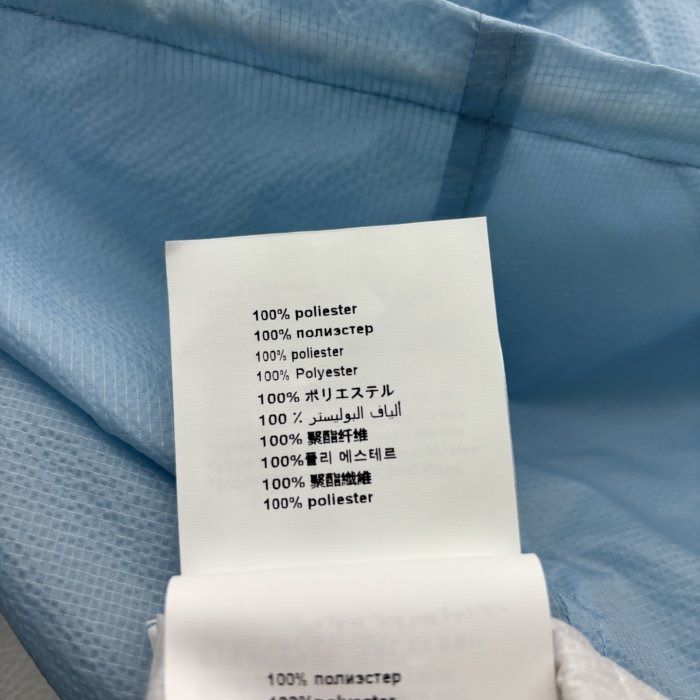 100% poliester
100% полиэстер
100% poliester
100% Polyester
100% ポリエステル
100 ٪ ألياف البوليستر
100% 聚酯纤维
100%폴리 에스테르
100% 聚酯纖維
100% poliester
100% полиэстер